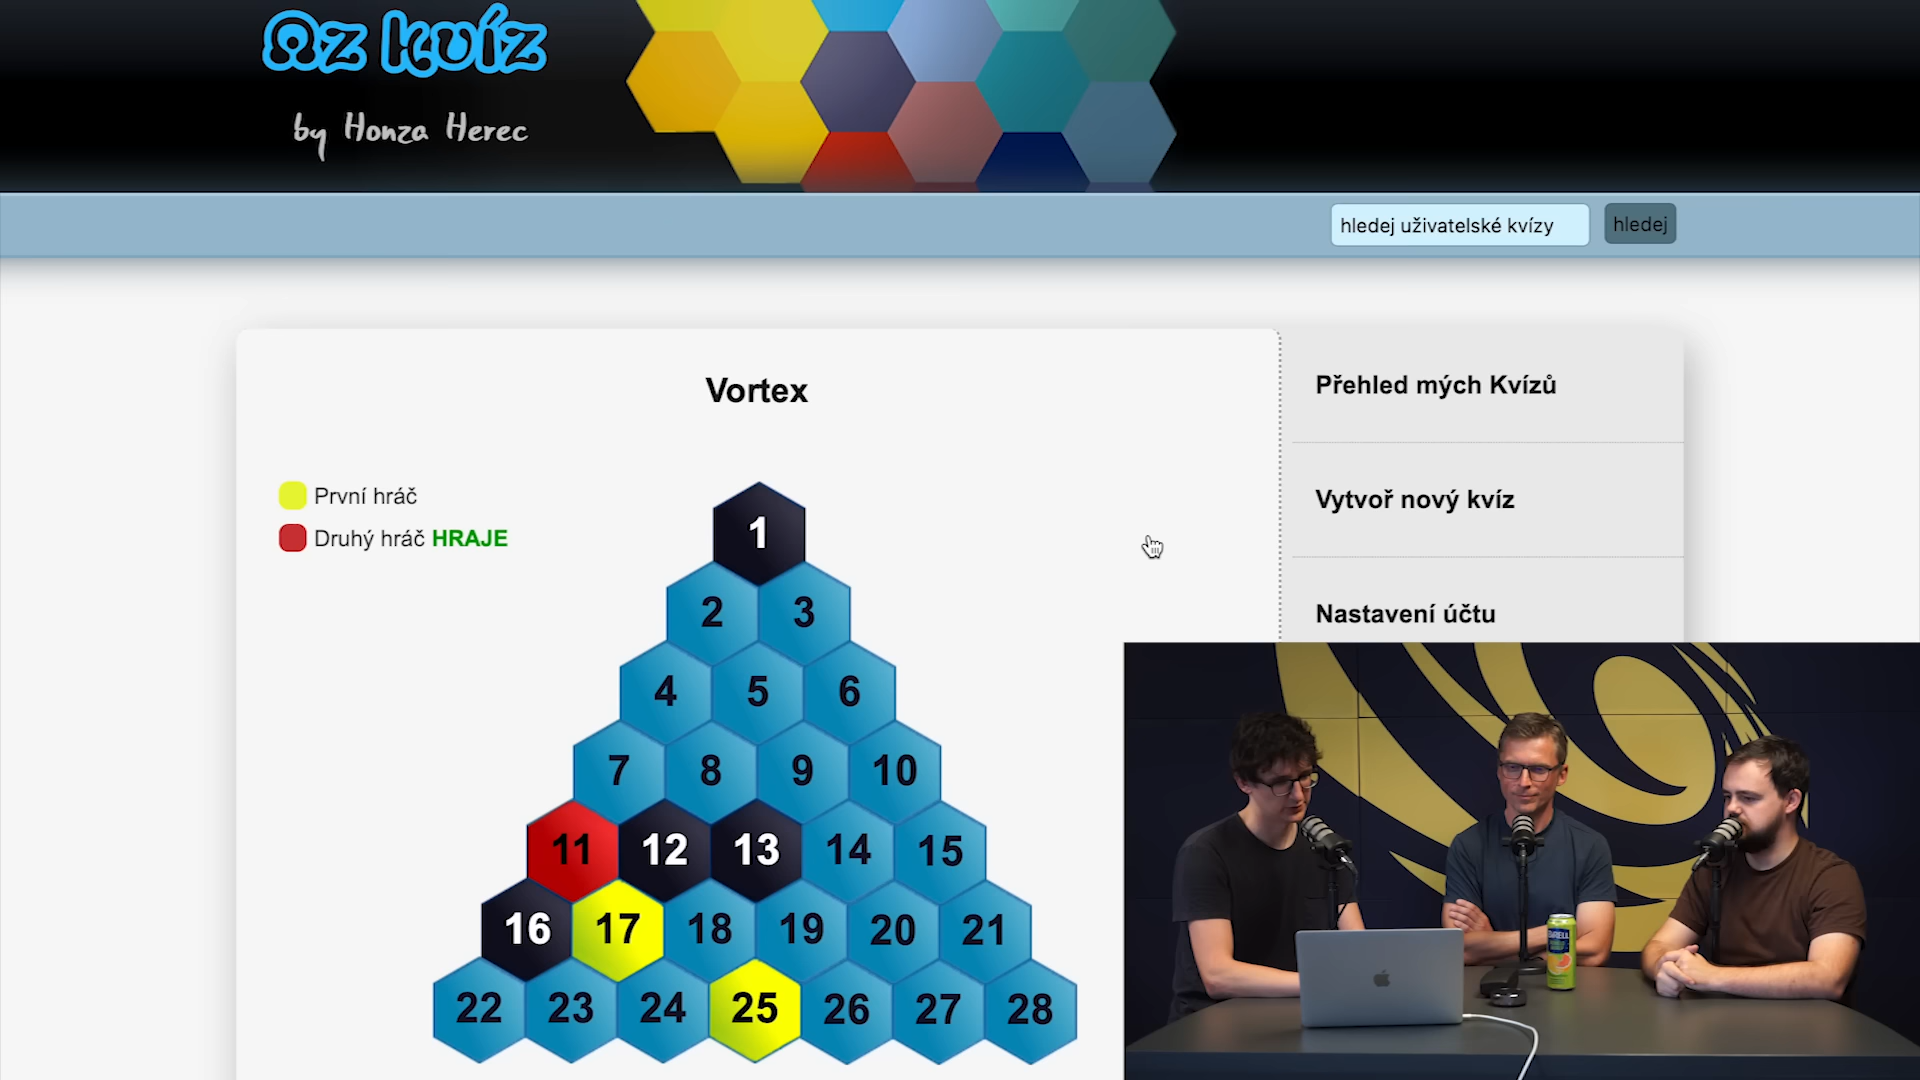 Az kvíz
by Honza Herec
hledej uživatelské kvízy
hledej
Vortex
První hráč
Druhý hráč HRAJE
1
2 3
4 5 6
7 8 9 10
11 12 13 14 15
16 17 18 19 20 21
22 23 24 25 26 27 28
Přehled mých Kvízů
Vytvoř nový kvíz
Nastavení účtu